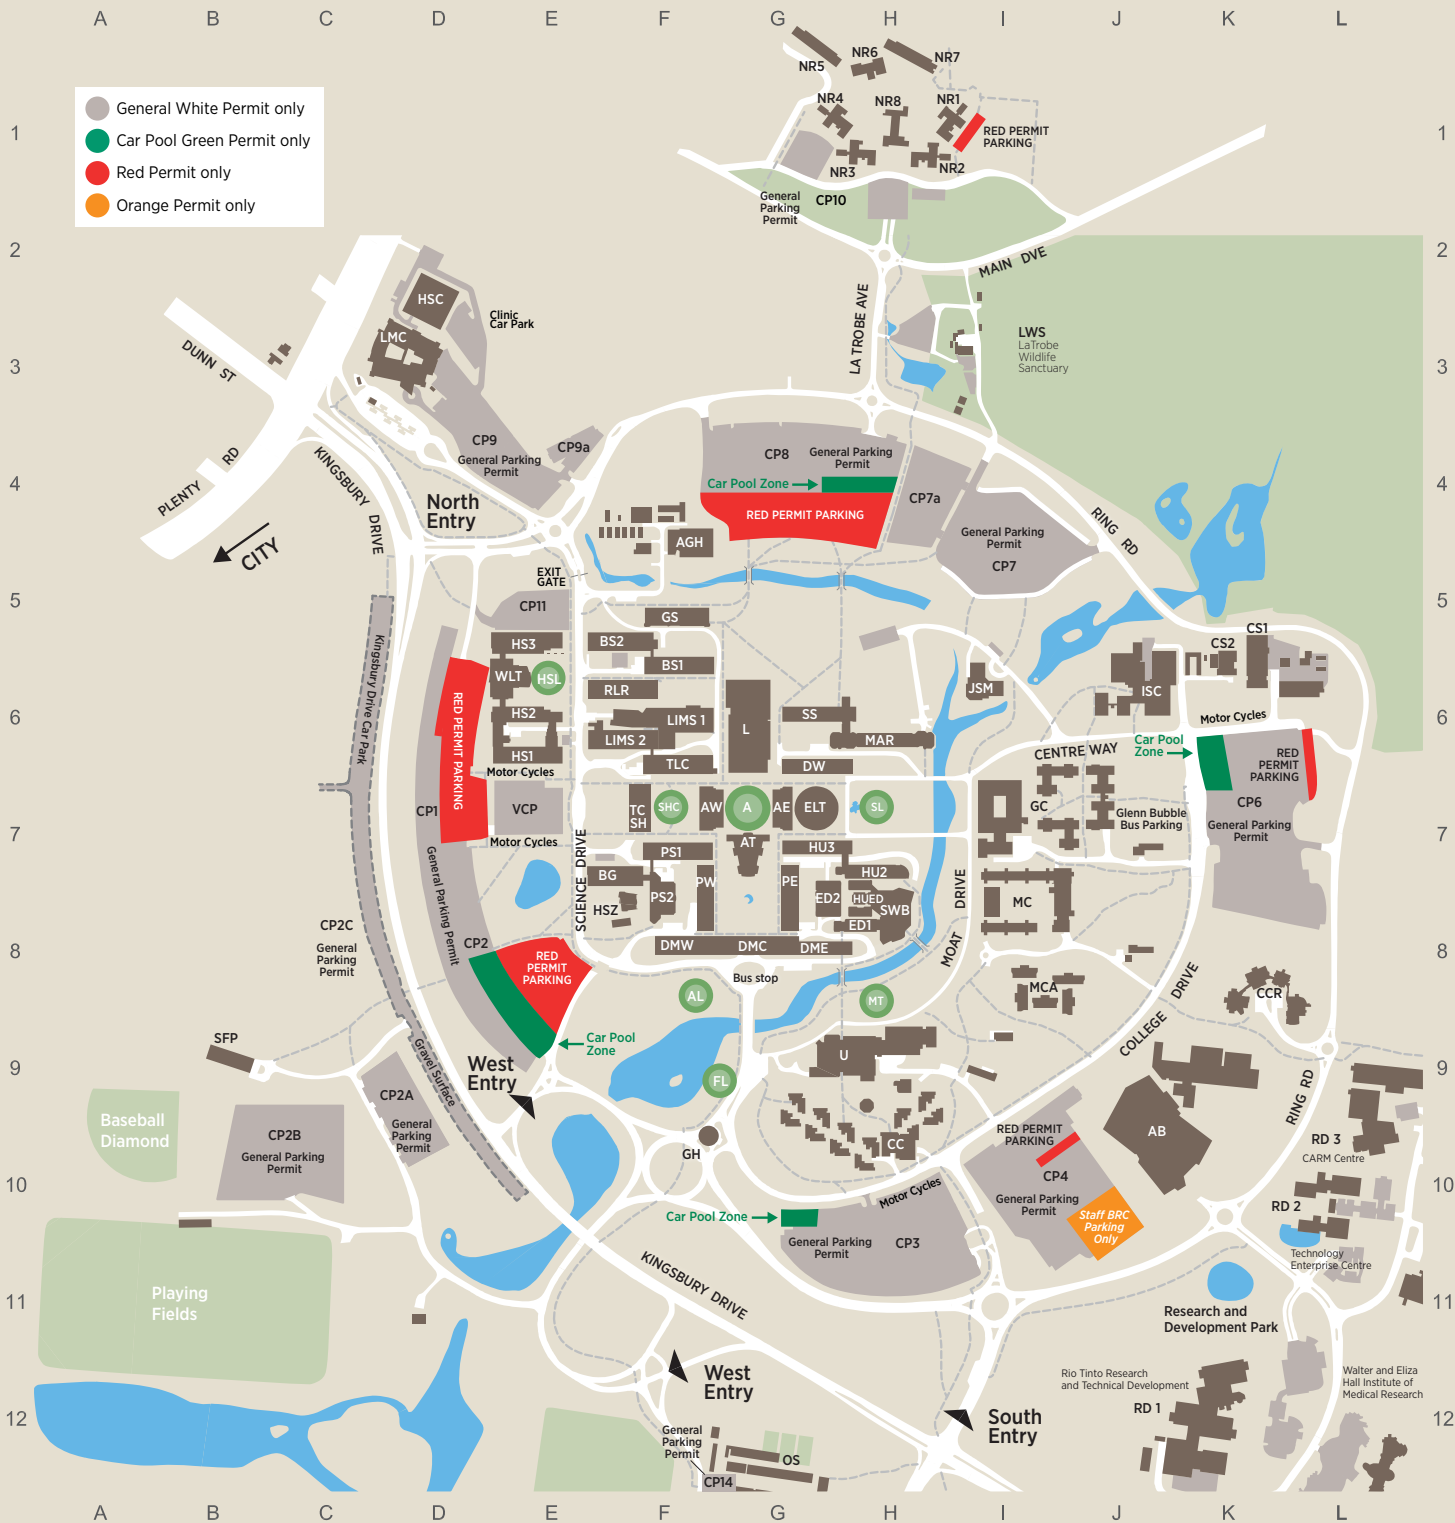 A B C D E F G H I J K L
General White Permit only
Car Pool Green Permit only
Red Permit only
Orange Permit only
NR5
NR6
NR7
NR4
NR8
NR1
1
RED PERMIT
PARKING
1
NR3
NR2
General
Parking
Permit
CP10
2
2
MAIN DVE
HSC
Clinic
Car Park
LA TROBE AVE
LMC
LWS
LaTrobe
Wildlife
Sanctuary
DUNN ST
3
3
CP9
General Parking
Permit
CP9a
CP8
General Parking
Permit
PLENTY RD
KINGSBURY DRIVE
4
Car Pool Zone
4
North
Entry
RED PERMIT PARKING
CP7a
General Parking
Permit
CP7
RING RD
CITY
AGH
EXIT
GATE
5
CP11
5
GS
Kingsbury Drive Car Park
HS3
BS2
CS1
CS2
WLT
HSL
BS1
RLR
JSM
ISC
6
RED PERMIT PARKING
HS2
LIMS 1
L
SS
Motor Cycles
6
HS1
LIMS 2
MAR
CENTRE WAY
Car Pool
Zone
RED
PERMIT
PARKING
Motor Cycles
TLC
DW
CP1
VCP
TC
SH
SHC
AW
A
AE
ELT
SL
GC
CP6
General Parking
Permit
Glenn Bubble
Bus Parking
7
Motor Cycles
AT
7
SCIENCE DRIVE
PS1
HU3
General Parking Permit
BG
PW
PE
HU2
HSZ
PS2
ED2
HUED
SWB
MC
DRIVE
CP2C
General
Parking
Permit
ED1
8
CP2
DMW
DMC
DME
MOAT
8
RED
PERMIT
PARKING
Bus stop
AL
MT
MCA
CCR
COLLEGE DRIVE
SFP
Car Pool
Zone
U
Gravel Surface
9
West
Entry
FL
9
CP2A
General
Parking
Permit
RING RD
Baseball
Diamond
CP2B
General Parking
Permit
GH
CC
RED PERMIT
PARKING
AB
RD 3
CARM Centre
10
CP4
General Parking
Permit
10
Motor Cycles
Car Pool Zone
General Parking
Permit
CP3
Staff BRC
Parking
Only
RD 2
Technology
Enterprise Centre
KINGSBURY DRIVE
Playing
Fields
11
Research and
Development Park
11
West
Entry
Rio Tinto Research
and Technical Development
Walter and Eliza
Hall Institute of
Medical Research
RD 1
12
South
Entry
12
General
Parking
Permit
OS
CP14
A B C D E F G H I J K L